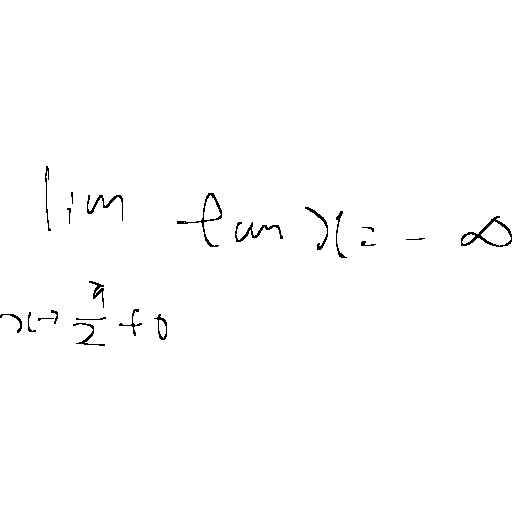 lim tan x = - ∞
x→π/2+0